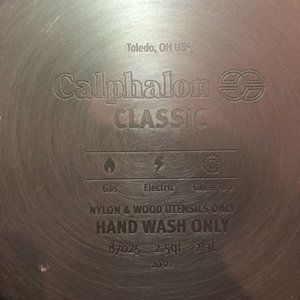 Toledo, OH USA
Calphalon
CLASSIC
Gas Electric Glass Top
NYLON & WOOD UTENSILS ONLY
HAND WASH ONLY
87025 · 2.5qt · 2.3L